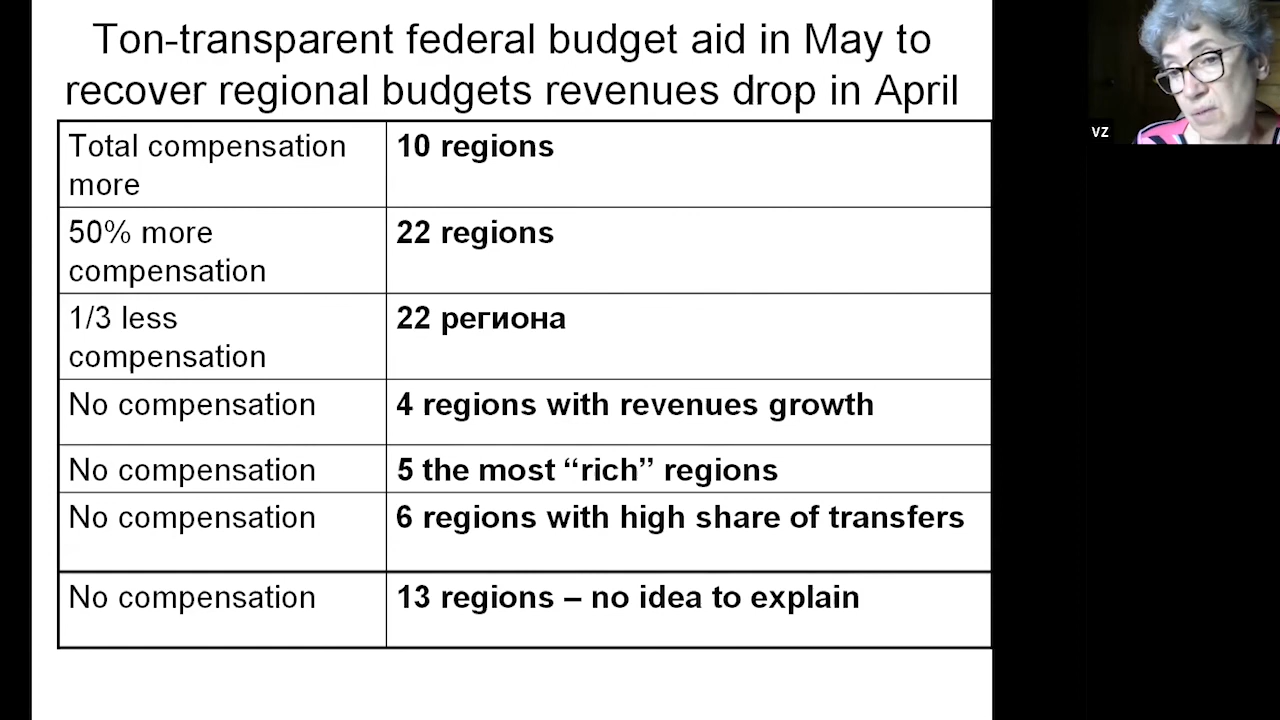 Ton-transparent federal budget aid in May to
recover regional budgets revenues drop in April
Total compensation
more
10 regions
50% more
compensation
22 regions
1/3 less
compensation
22 региона
No compensation
4 regions with revenues growth
No compensation
5 the most “rich” regions
No compensation
6 regions with high share of transfers
No compensation
13 regions – no idea to explain
VZ